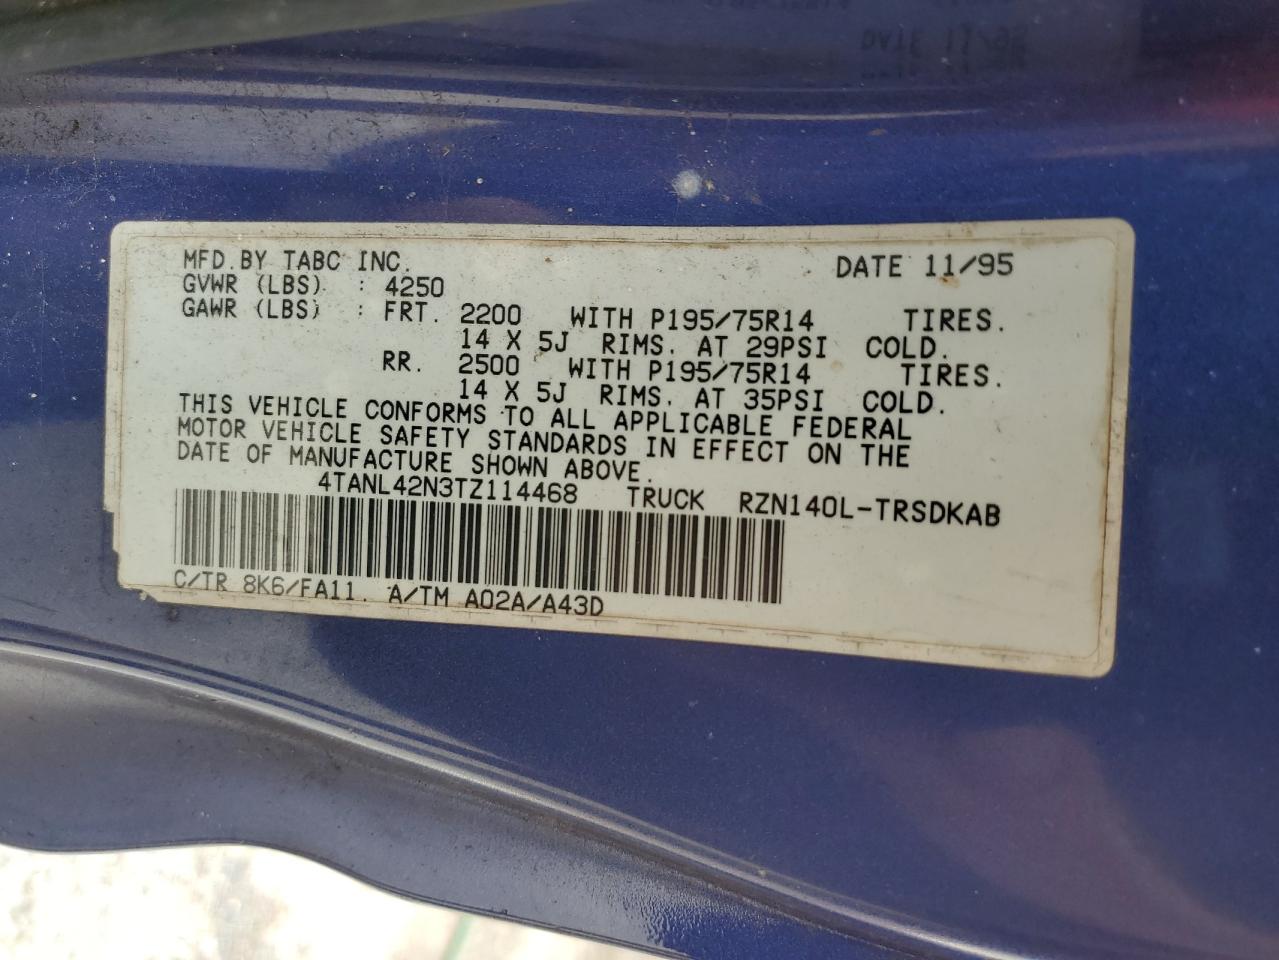 MFD.BY TABC INC. DATE 11/95
GVWR (LBS) : 4250
GAWR (LBS) : FRT. 2200 WITH P195/75R14 TIRES.
14 X 5J RIMS. AT 29PSI COLD.
RR. 2500 WITH P195/75R14 TIRES.
14 X 5J RIMS. AT 35PSI COLD.
THIS VEHICLE CONFORMS TO ALL APPLICABLE FEDERAL
MOTOR VEHICLE SAFETY STANDARDS IN EFFECT ON THE
DATE OF MANUFACTURE SHOWN ABOVE.
4TANL42N3TZ114468 TRUCK RZN140L-TRSDKAB
C/TR 8K6/FA11. A/TM A02A/A43D